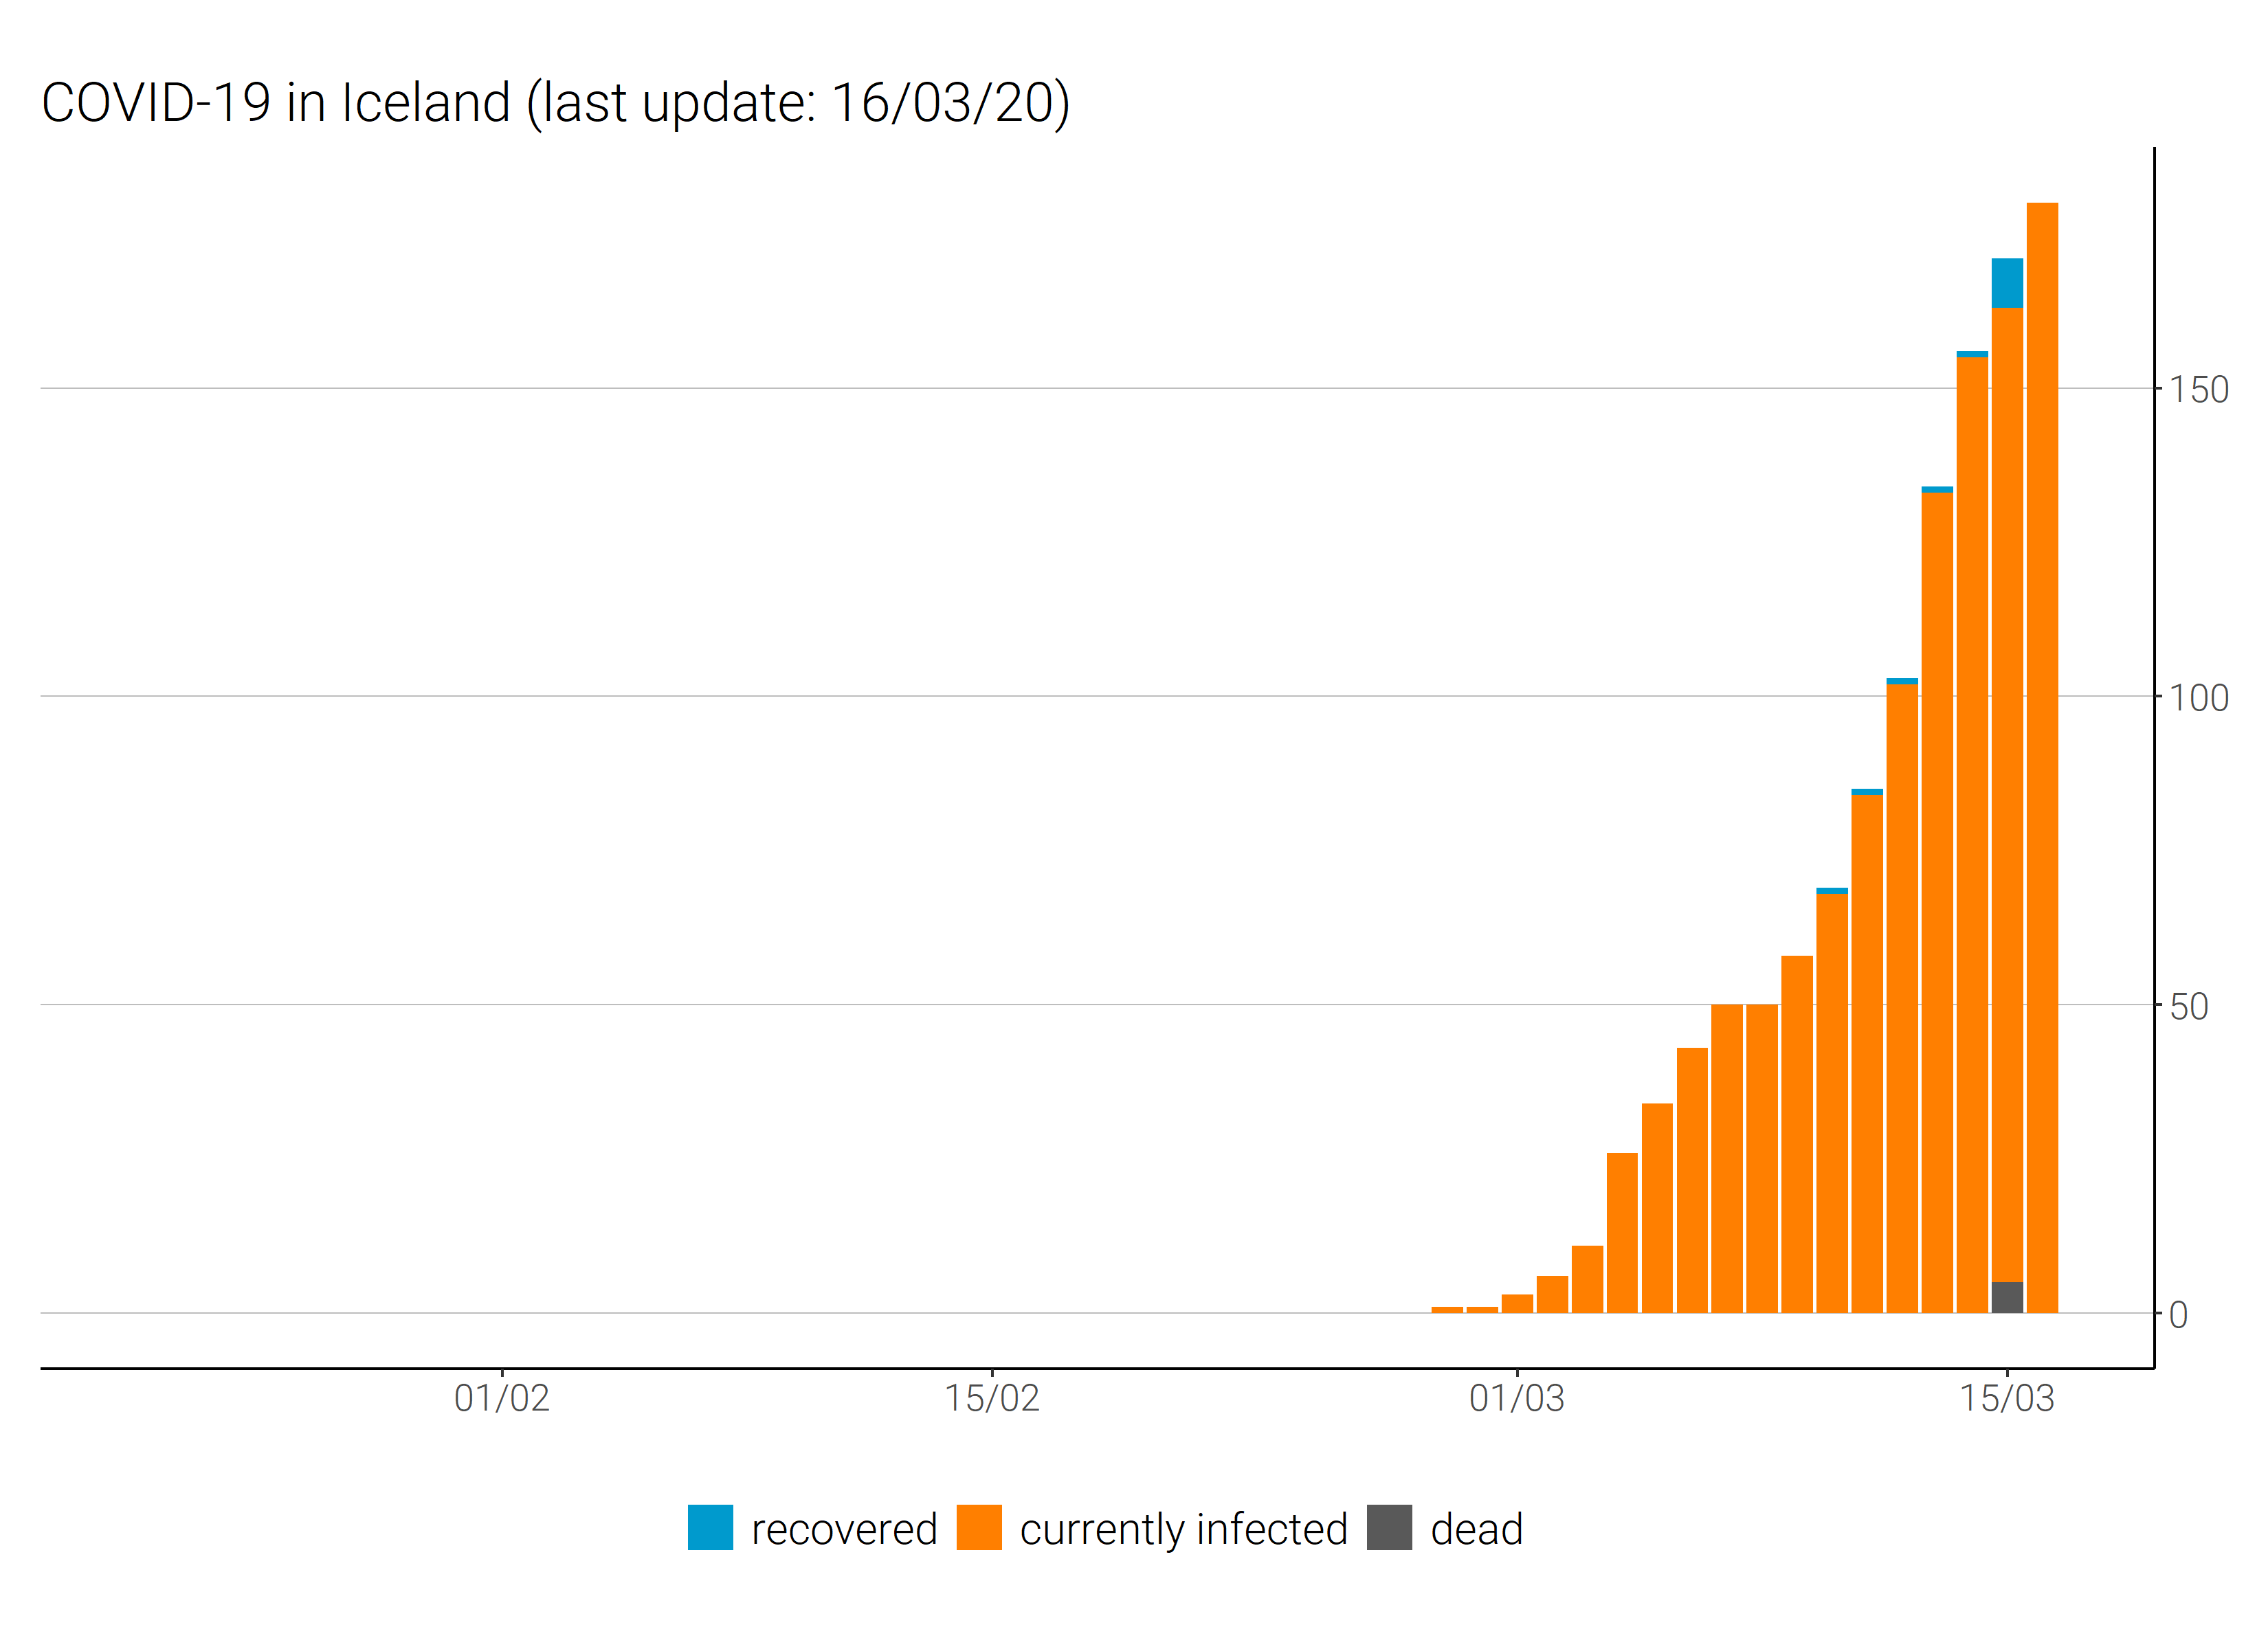 COVID-19 in Iceland (last update: 16/03/20)
150
100
50
0
01/02 15/02 01/03 15/03
recovered currently infected dead